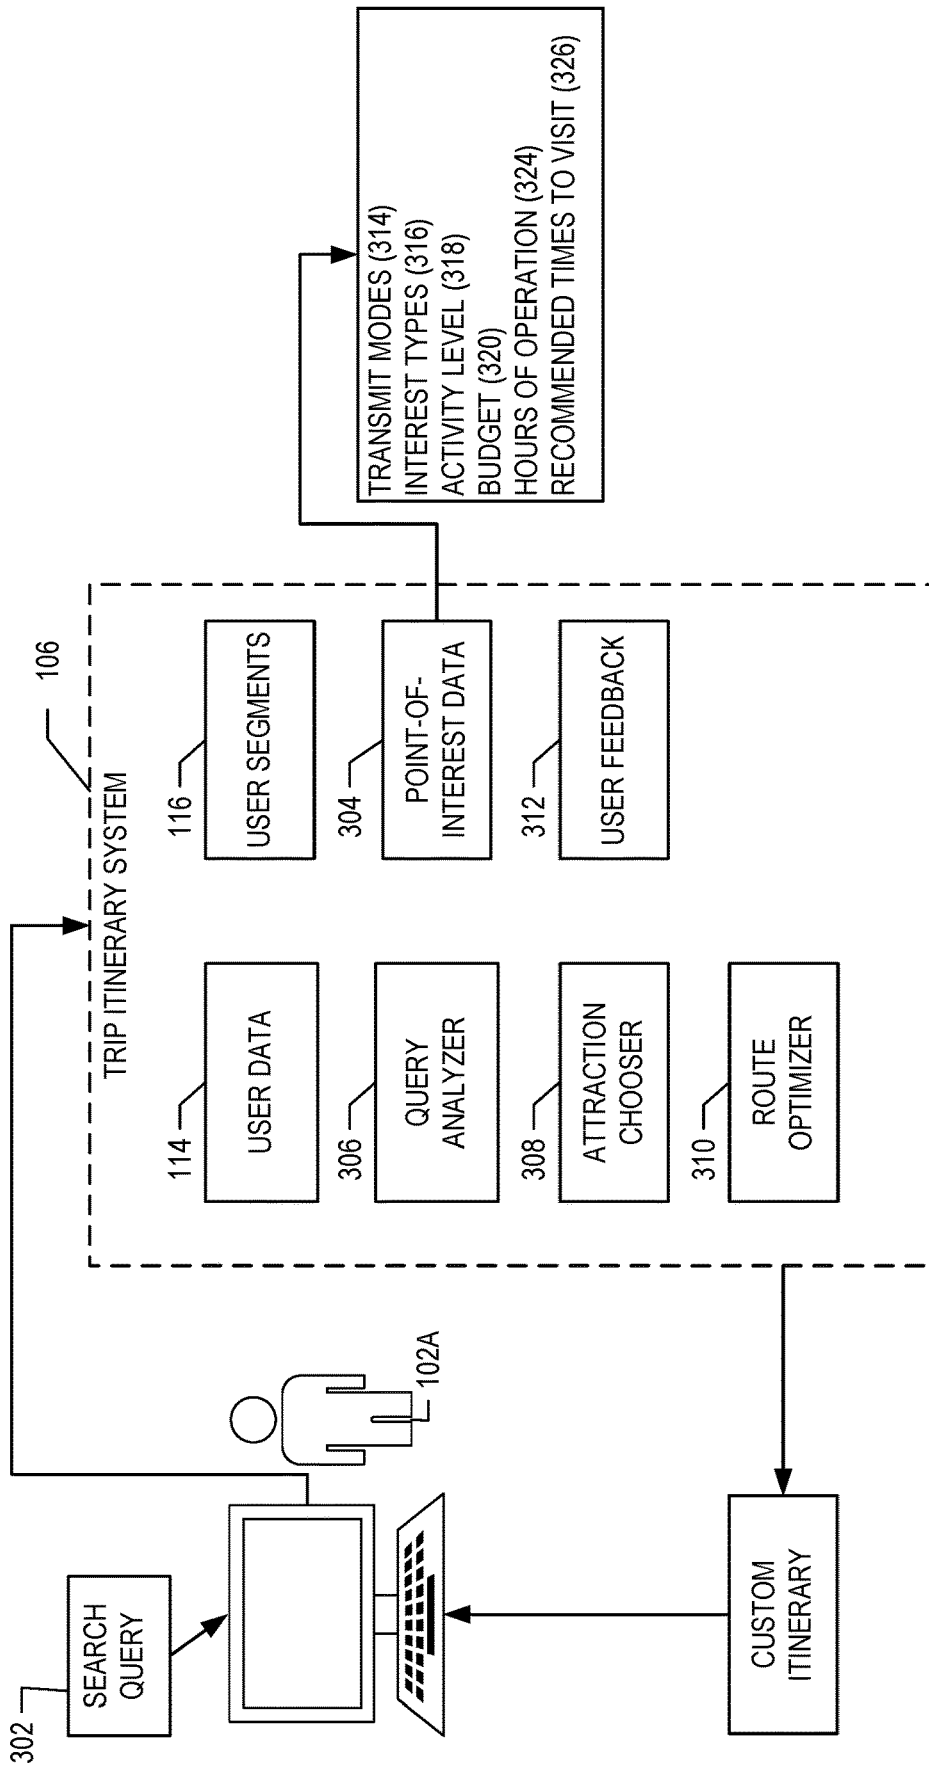 302
SEARCH
QUERY
102A
CUSTOM
ITINERARY
106
TRIP ITINERARY SYSTEM
114
USER DATA
306
QUERY
ANALYZER
308
ATTRACTION
CHOOSER
310
ROUTE
OPTIMIZER
116
USER SEGMENTS
304
POINT-OF-
INTEREST DATA
312
USER FEEDBACK
TRANSMIT MODES (314)
INTEREST TYPES (316)
ACTIVITY LEVEL (318)
BUDGET (320)
HOURS OF OPERATION (324)
RECOMMENDED TIMES TO VISIT (326)